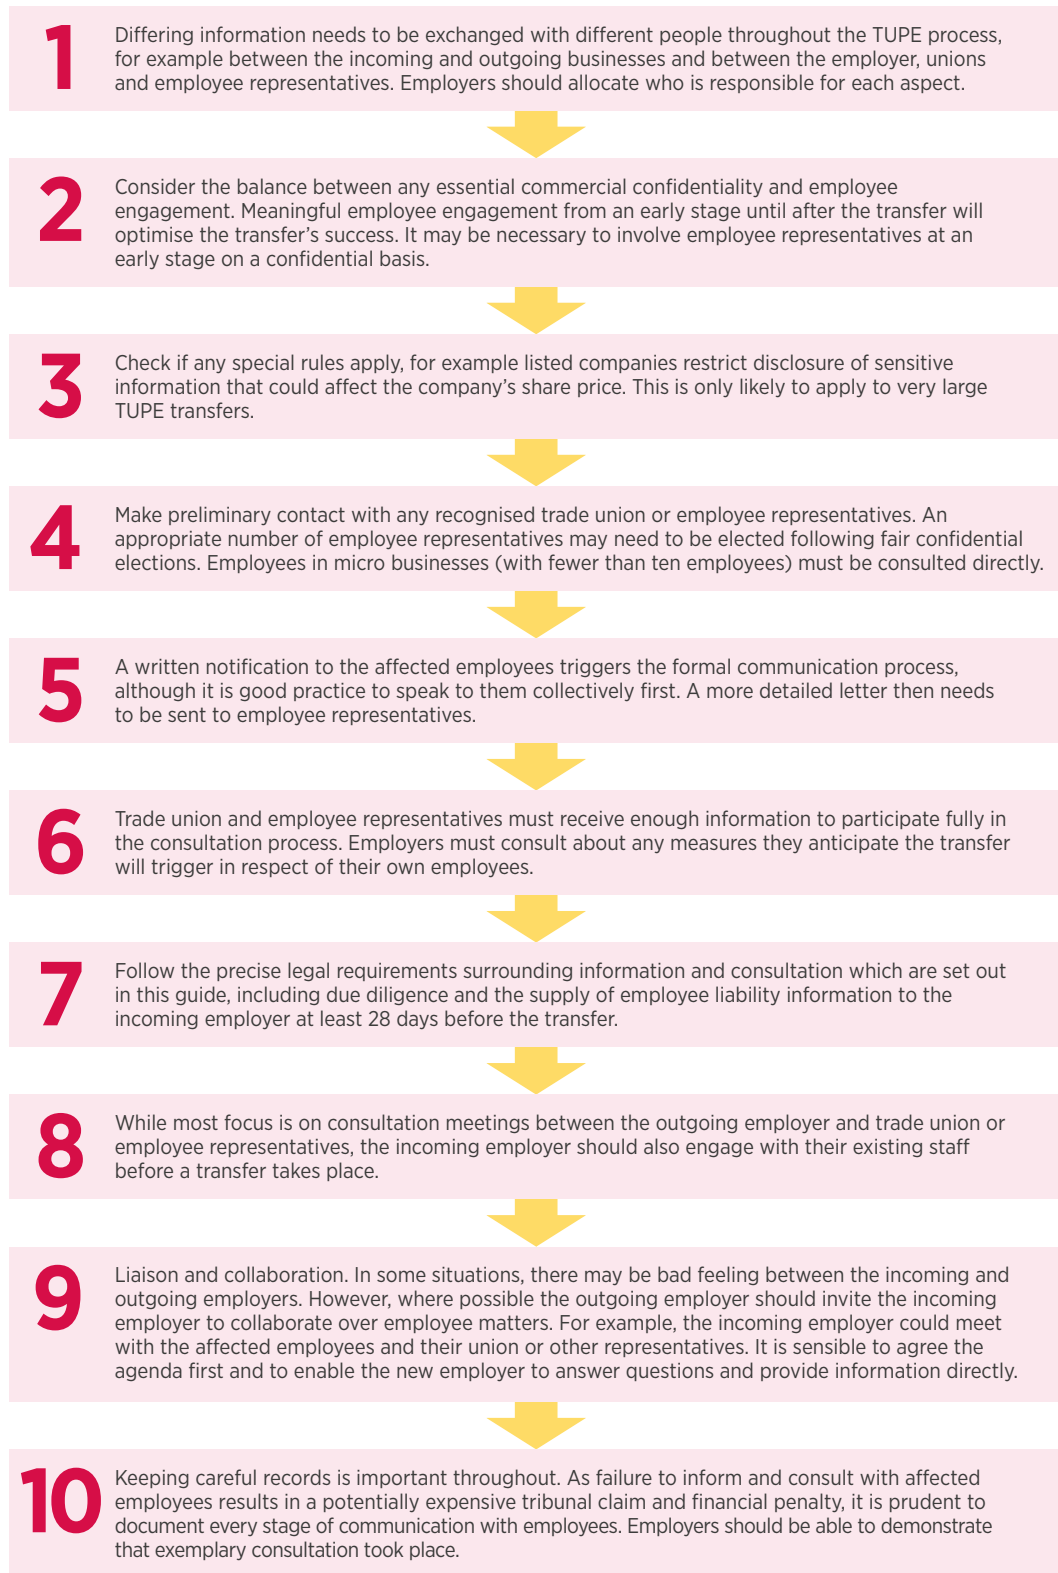 1
Differing information needs to be exchanged with different people throughout the TUPE process,
for example between the incoming and outgoing businesses and between the employer, unions
and employee representatives. Employers should allocate who is responsible for each aspect.
2
Consider the balance between any essential commercial confidentiality and employee
engagement. Meaningful employee engagement from an early stage until after the transfer will
optimise the transfer’s success. It may be necessary to involve employee representatives at an
early stage on a confidential basis.
3
Check if any special rules apply, for example listed companies restrict disclosure of sensitive
information that could affect the company’s share price. This is only likely to apply to very large
TUPE transfers.
4
Make preliminary contact with any recognised trade union or employee representatives. An
appropriate number of employee representatives may need to be elected following fair confidential
elections. Employees in micro businesses (with fewer than ten employees) must be consulted directly.
5
A written notification to the affected employees triggers the formal communication process,
although it is good practice to speak to them collectively first. A more detailed letter then needs
to be sent to employee representatives.
6
Trade union and employee representatives must receive enough information to participate fully in
the consultation process. Employers must consult about any measures they anticipate the transfer
will trigger in respect of their own employees.
7
Follow the precise legal requirements surrounding information and consultation which are set out
in this guide, including due diligence and the supply of employee liability information to the
incoming employer at least 28 days before the transfer.
8
While most focus is on consultation meetings between the outgoing employer and trade union or
employee representatives, the incoming employer should also engage with their existing staff
before a transfer takes place.
9
Liaison and collaboration. In some situations, there may be bad feeling between the incoming and
outgoing employers. However, where possible the outgoing employer should invite the incoming
employer to collaborate over employee matters. For example, the incoming employer could meet
with the affected employees and their union or other representatives. It is sensible to agree the
agenda first and to enable the new employer to answer questions and provide information directly.
10
Keeping careful records is important throughout. As failure to inform and consult with affected
employees results in a potentially expensive tribunal claim and financial penalty, it is prudent to
document every stage of communication with employees. Employers should be able to demonstrate
that exemplary consultation took place.